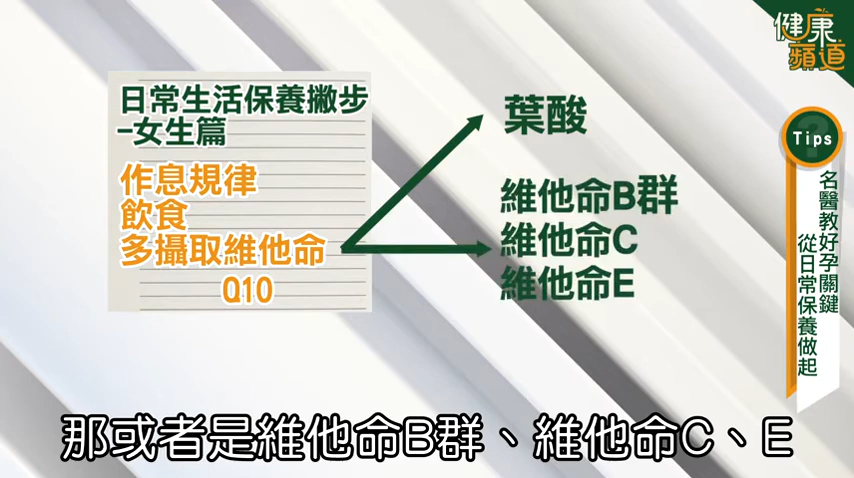 健康
頻道
日常生活保養撇步
-女生篇
作息規律
飲食
多攝取維他命
Q10
葉酸
維他命B群
維他命C
維他命E
Tips
名醫教好孕關鍵
從日常保養做起
那或者是維他命B群、維他命C、E